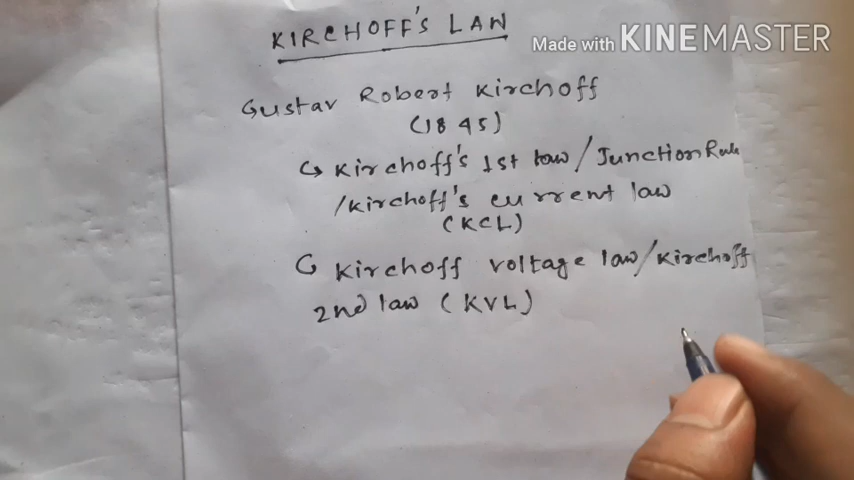 KIRCHOFF'S LAW
Made with KINEMASTER
Gustav Robert Kirchoff
(1845)
↳ Kirchoff's 1st law/Junction Rule
/Kirchoff's current law
(KCL)
↳ Kirchoff voltage law/Kirchoff
2nd law (KVL)